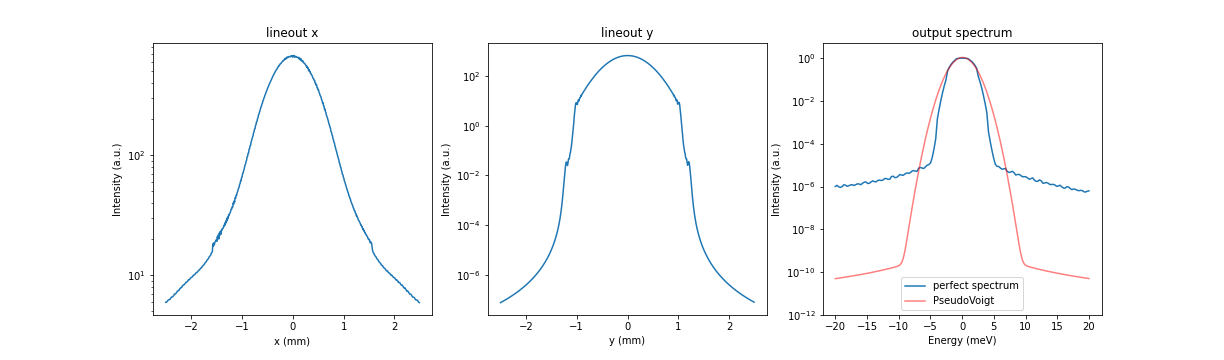 lineout x
Intensity (a.u.)
10²
10¹
−2 −1 0 1 2
x (mm)
lineout y
Intensity (a.u.)
10²
10⁰
10⁻²
10⁻⁴
10⁻⁶
−2 −1 0 1 2
y (mm)
output spectrum
Intensity (a.u.)
10⁰
10⁻²
10⁻⁴
10⁻⁶
10⁻⁸
10⁻¹⁰
10⁻¹²
perfect spectrum
PseudoVoigt
−20 −15 −10 −5 0 5 10 15 20
Energy (meV)